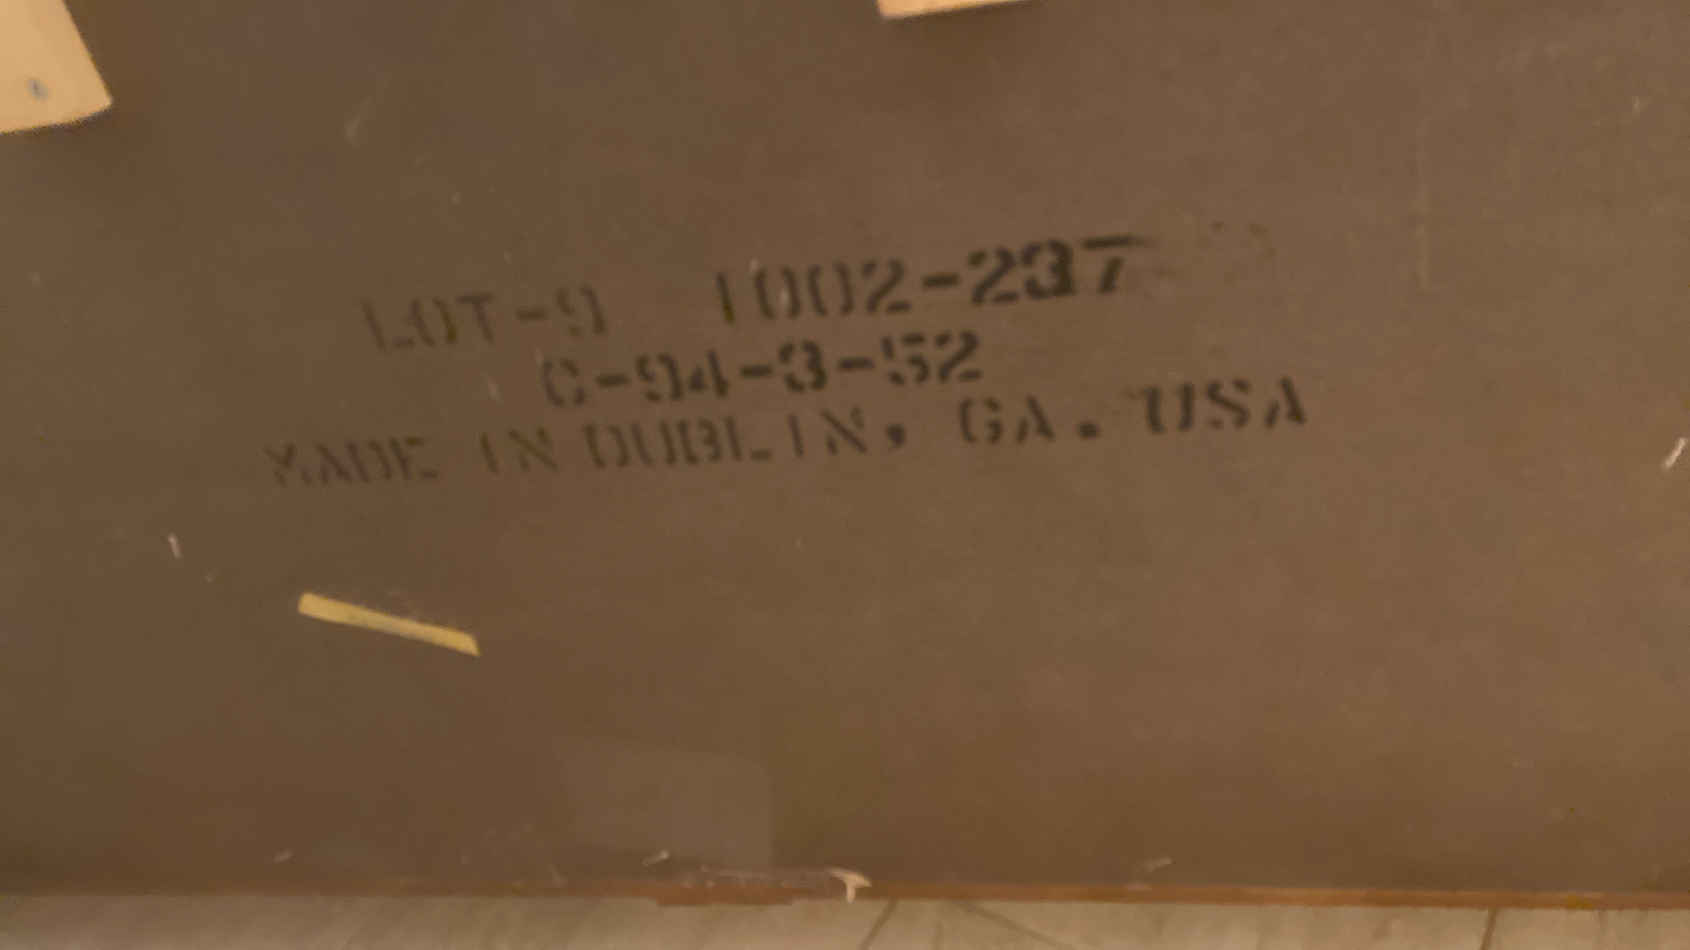 LOT-9 1002-237
C-94-3-52
MADE IN DUBLIN, GA. USA